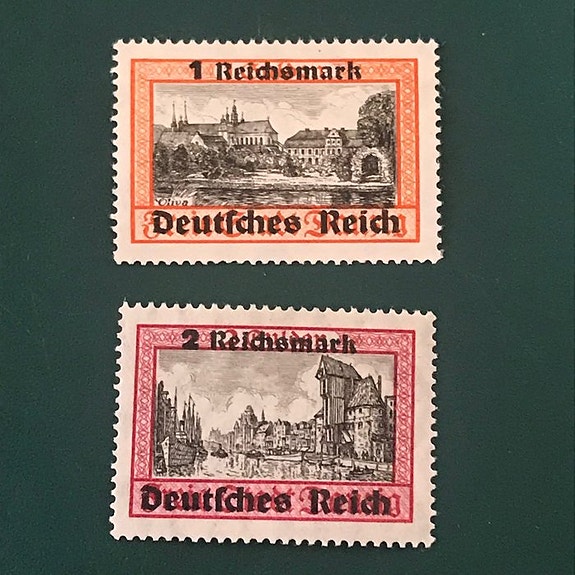 1 Reichsmark
Oliva
Deutſches Reich
2 Reichsmark
Deutſches Reich